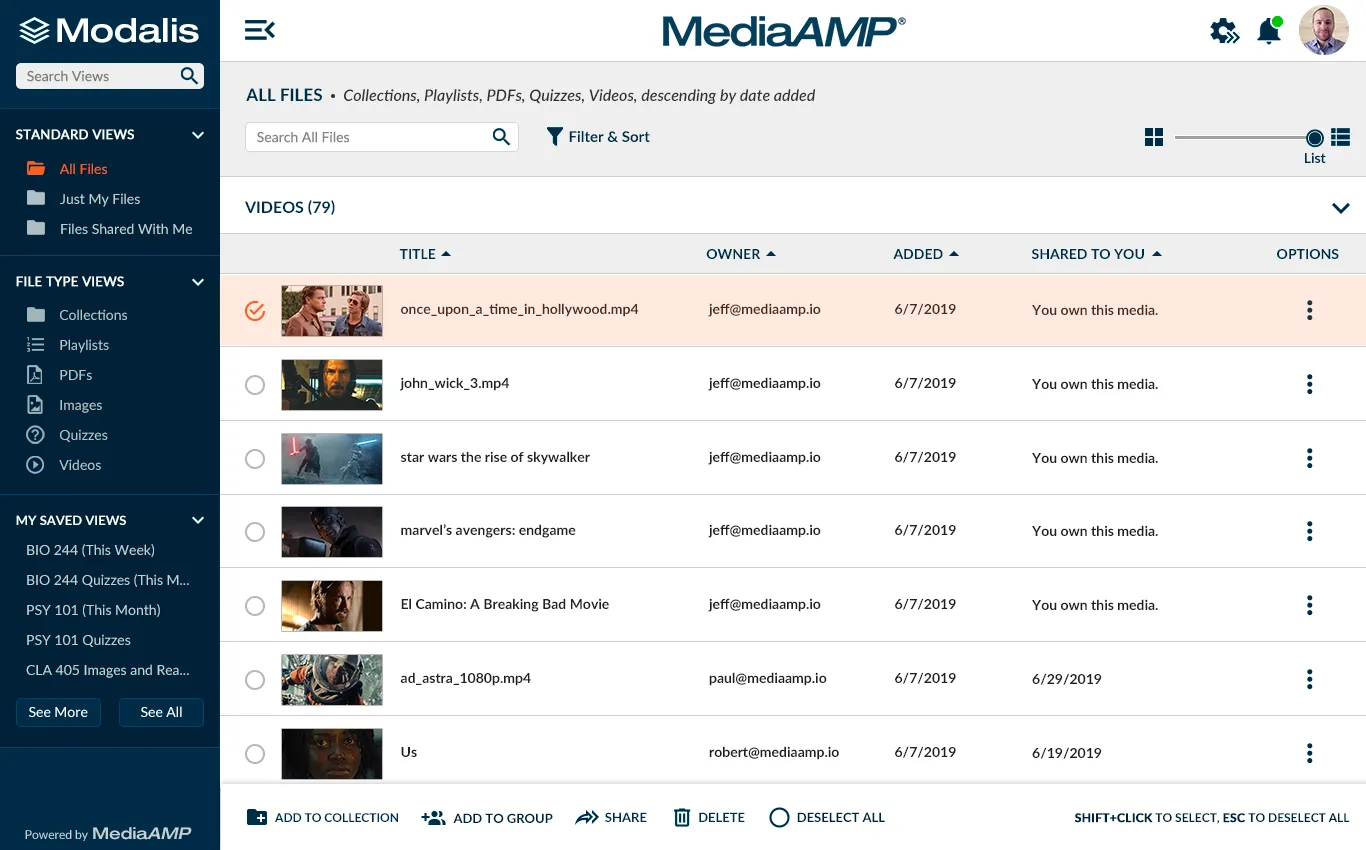 Modalis
Search Views
STANDARD VIEWS
All Files
Just My Files
Files Shared With Me
FILE TYPE VIEWS
Collections
Playlists
PDFs
Images
Quizzes
Videos
MY SAVED VIEWS
BIO 244 (This Week)
BIO 244 Quizzes (This M...
PSY 101 (This Month)
PSY 101 Quizzes
CLA 405 Images and Rea...
See More See All
Powered by MediaAMP
MediaAMP®
ALL FILES • Collections, Playlists, PDFs, Quizzes, Videos, descending by date added
Search All Files Filter & Sort
List
VIDEOS (79)
TITLE OWNER ADDED SHARED TO YOU OPTIONS
once_upon_a_time_in_hollywood.mp4 jeff@mediaamp.io 6/7/2019 You own this media.
john_wick_3.mp4 jeff@mediaamp.io 6/7/2019 You own this media.
star wars the rise of skywalker jeff@mediaamp.io 6/7/2019 You own this media.
marvel’s avengers: endgame jeff@mediaamp.io 6/7/2019 You own this media.
El Camino: A Breaking Bad Movie jeff@mediaamp.io 6/7/2019 You own this media.
ad_astra_1080p.mp4 paul@mediaamp.io 6/7/2019 6/29/2019
Us robert@mediaamp.io 6/7/2019 6/19/2019
ADD TO COLLECTION ADD TO GROUP SHARE DELETE DESELECT ALL SHIFT+CLICK TO SELECT, ESC TO DESELECT ALL